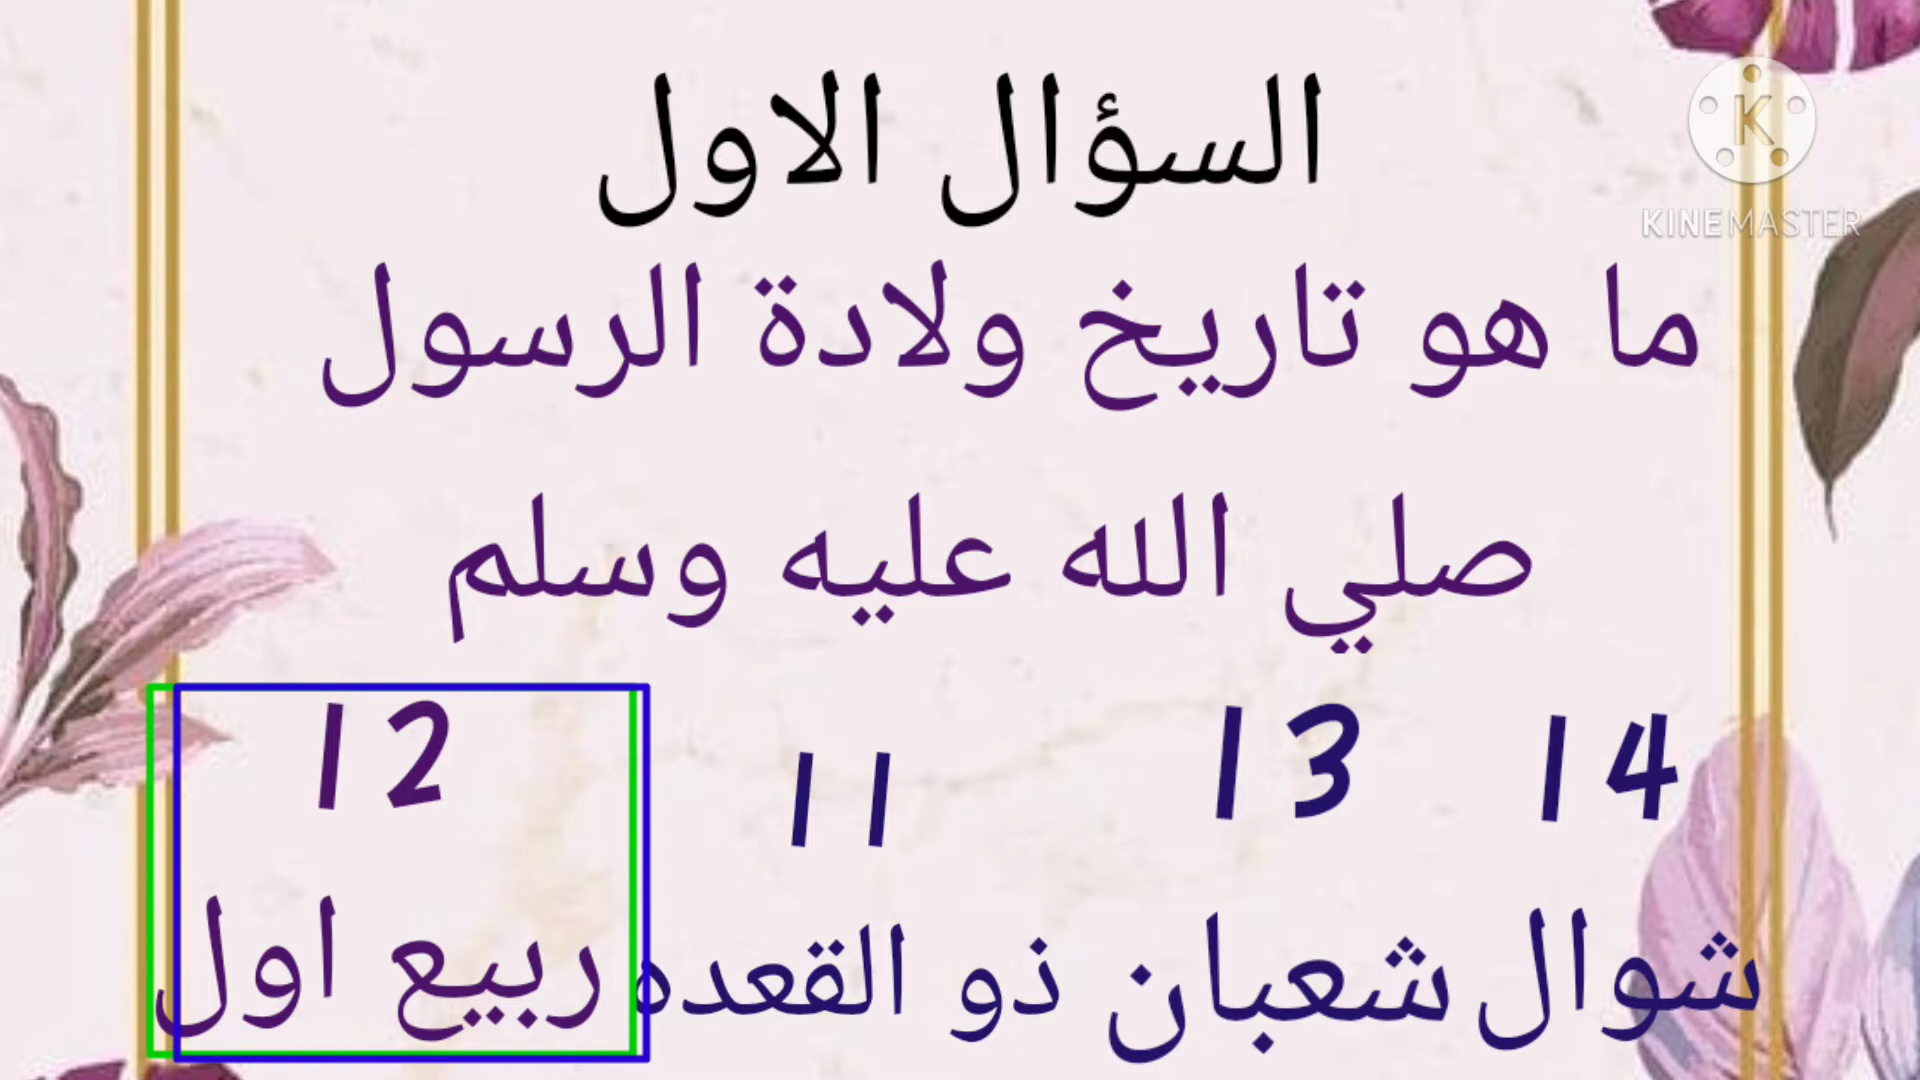 السؤال الاول
KINEMASTER
ما هو تاريخ ولادة الرسول
صلي الله عليه وسلم
14
13
11
12
شوال
شعبان
ذو القعده
ربيع اول